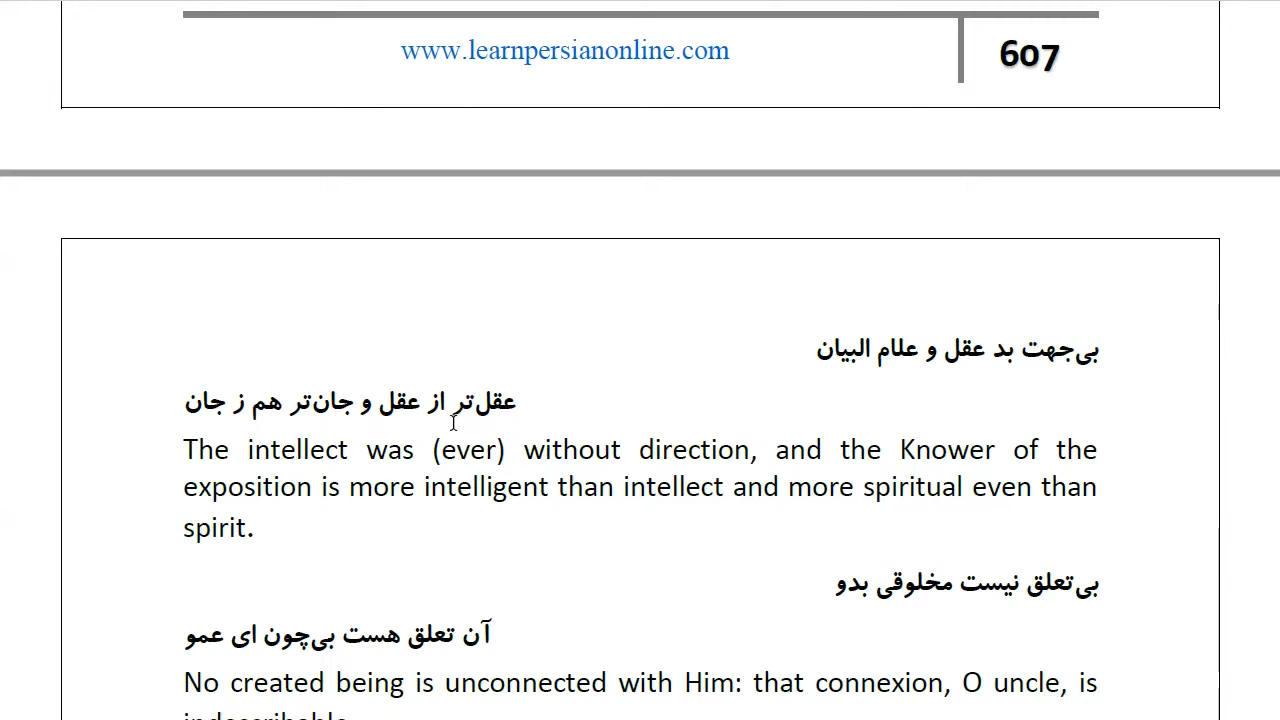 www.learnpersianonline.com
607
بی‌جهت بد عقل و علام البیان
عقل‌تر از عقل و جان‌تر هم ز جان
The intellect was (ever) without direction, and the Knower of the
exposition is more intelligent than intellect and more spiritual even than
spirit.
بی‌تعلق نیست مخلوقی بدو
آن تعلق هست بی‌چون ای عمو
No created being is unconnected with Him: that connexion, O uncle, is
indescribable.